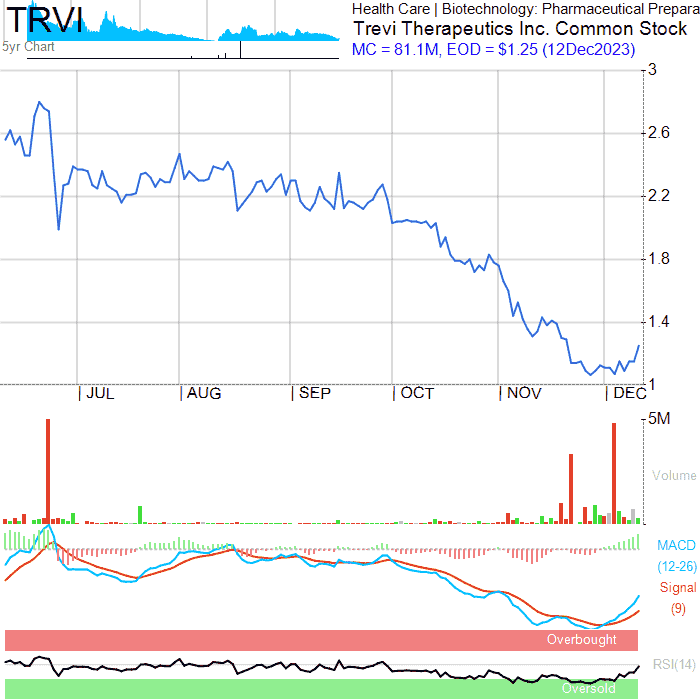 TRVI
5yr Chart
Health Care | Biotechnology: Pharmaceutical Prepara
Trevi Therapeutics Inc. Common Stock
MC = 81.1M, EOD = $1.25 (12Dec2023)
3
2.6
2.2
1.8
1.4
1
| JUL | AUG | SEP | OCT | NOV | DEC
5M
Volume
MACD
(12-26)
Signal
(9)
Overbought
RSI(14)
Oversold